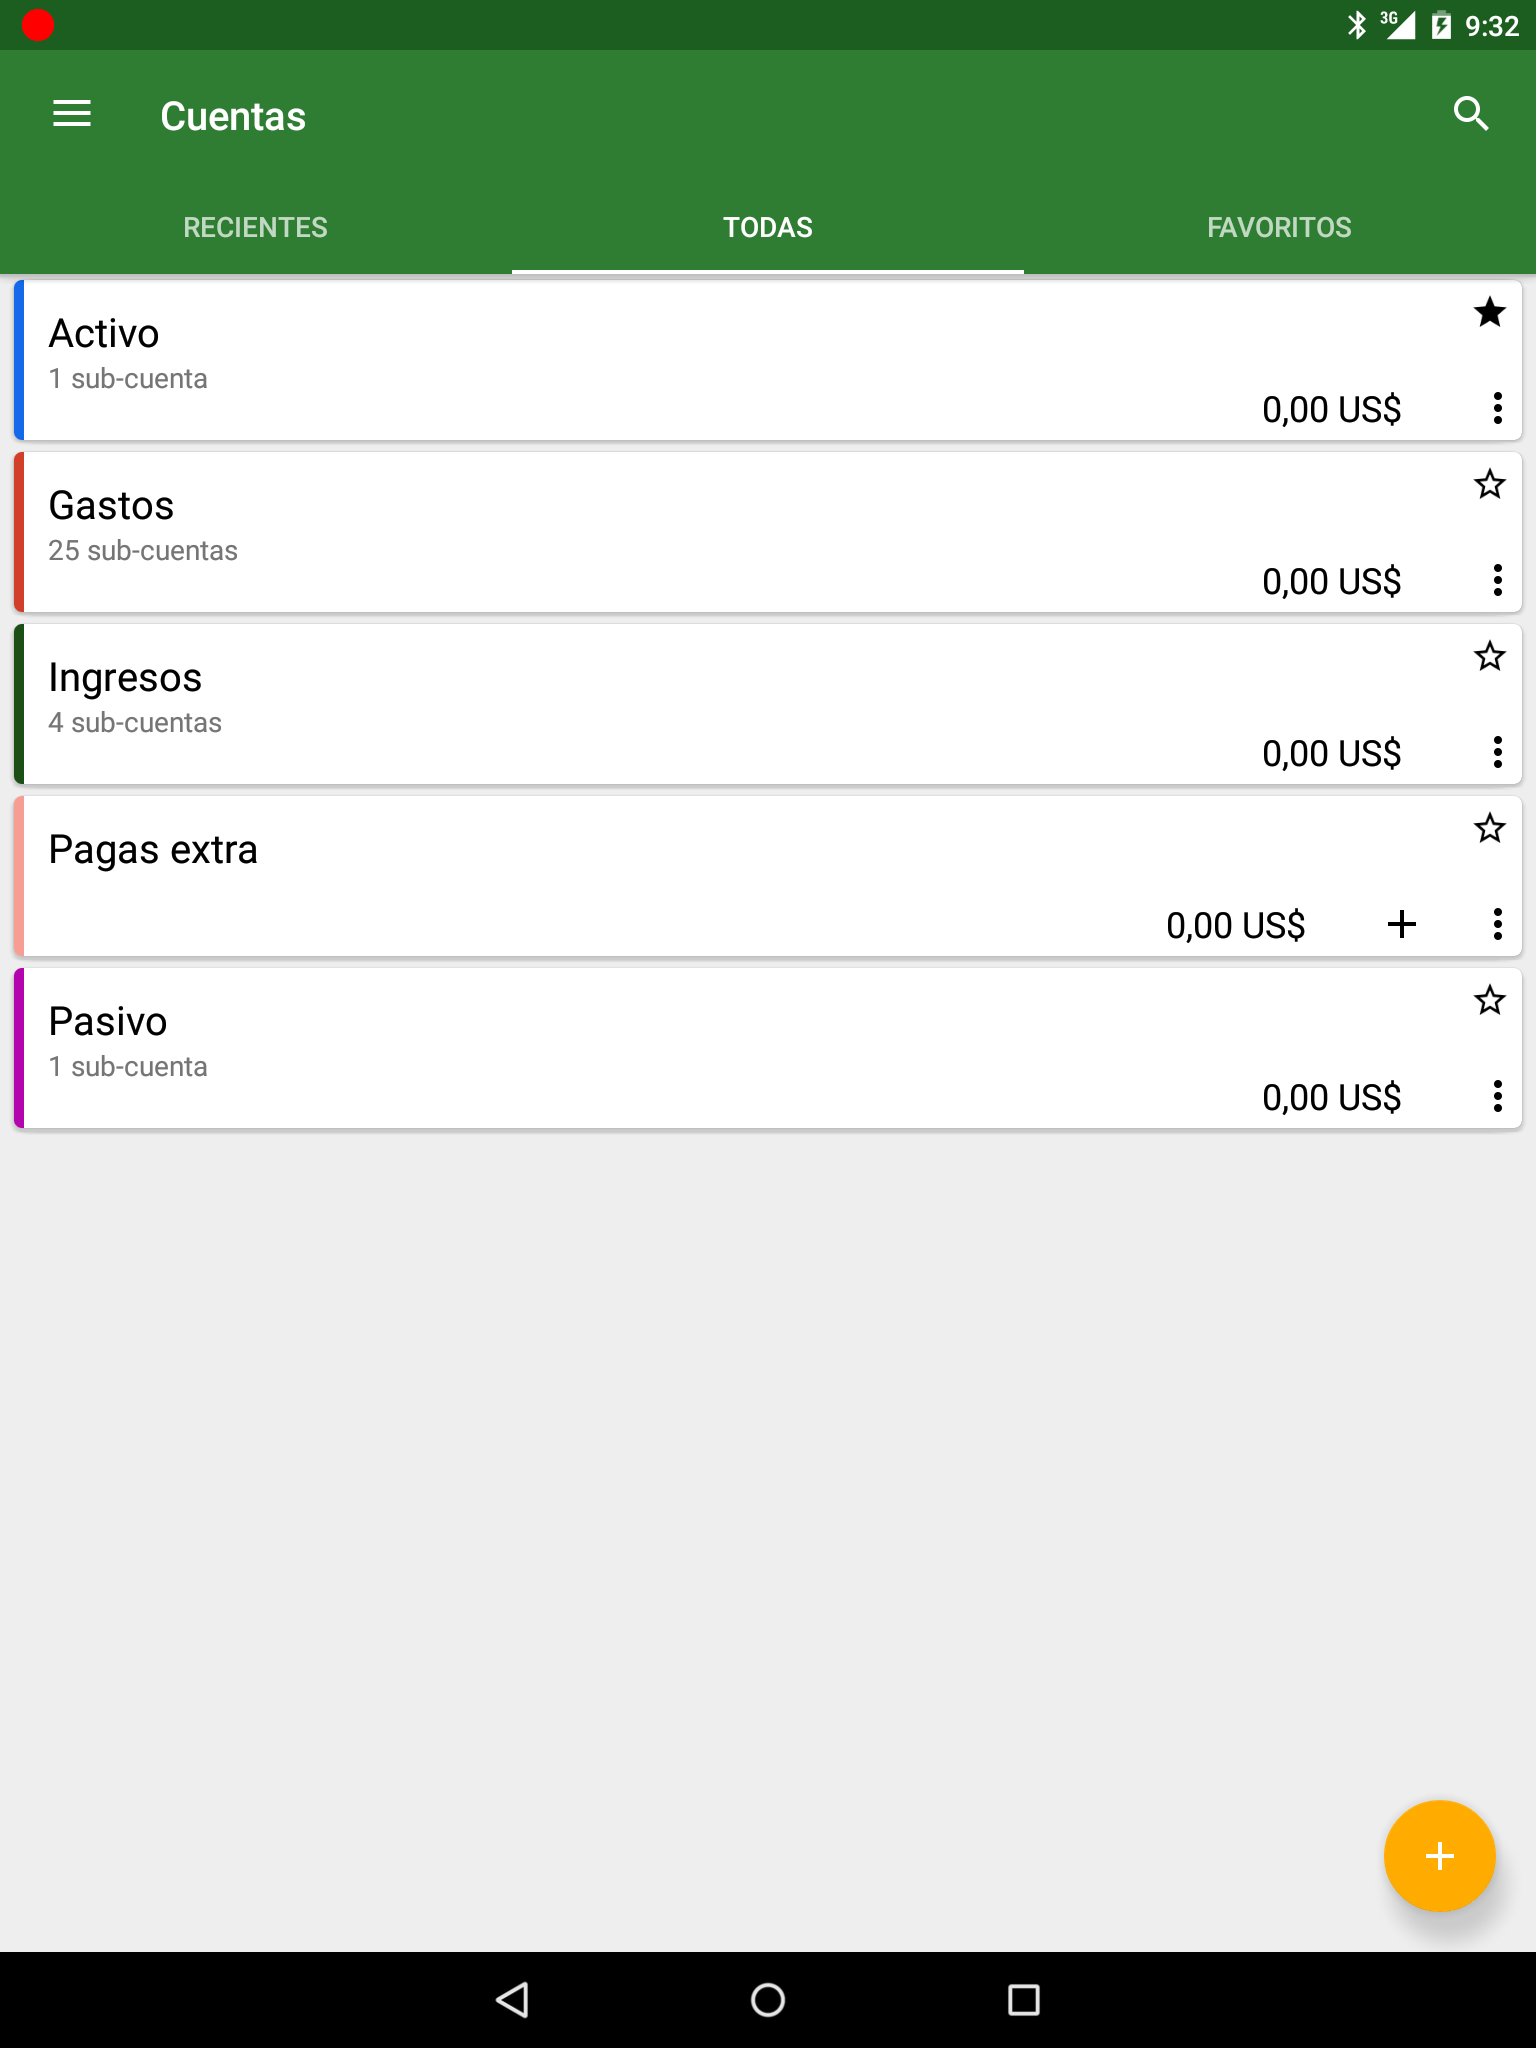 3G 9:32
Cuentas
RECIENTES TODAS FAVORITOS
Activo
1 sub-cuenta
0,00 US$
Gastos
25 sub-cuentas
0,00 US$
Ingresos
4 sub-cuentas
0,00 US$
Pagas extra
0,00 US$
Pasivo
1 sub-cuenta
0,00 US$